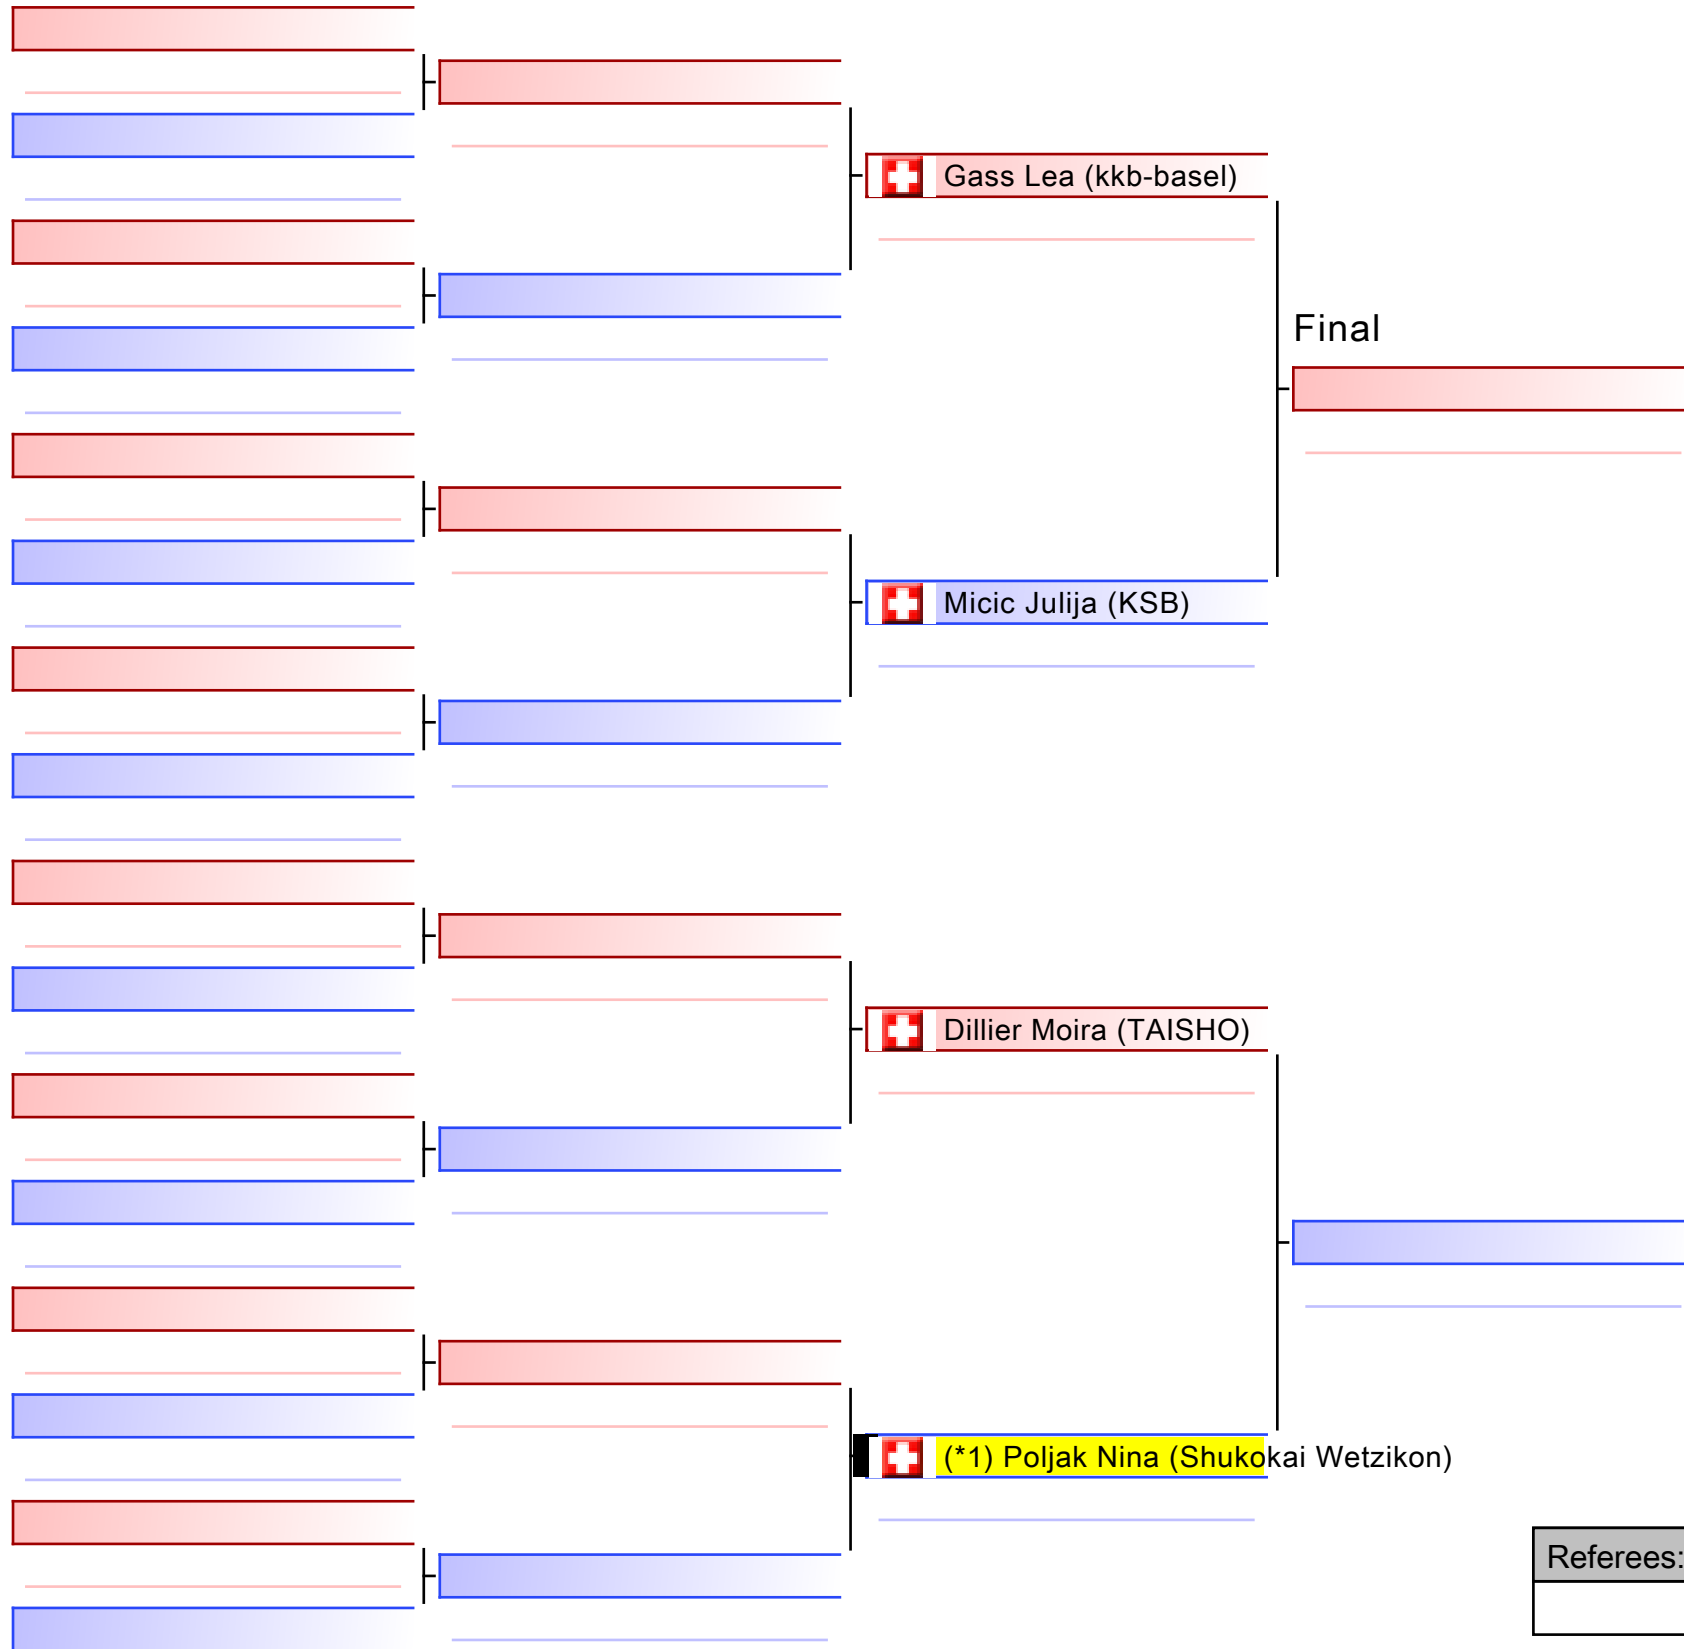 Gass Lea (kkb-basel)
Final
Micic Julija (KSB)
Dillier Moira (TAISHO)
(*1) Poljak Nina (Shukokai Wetzikon)
Referees: